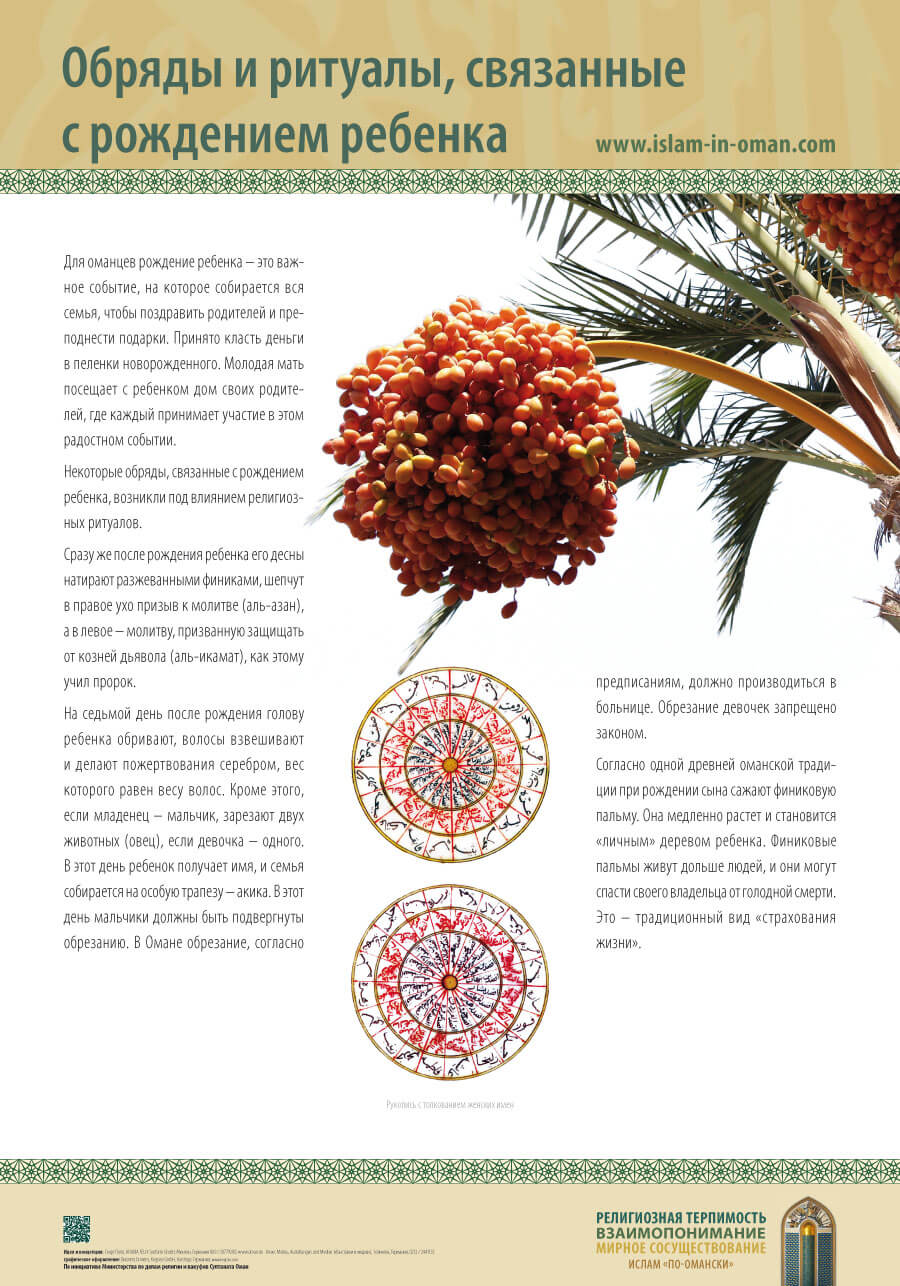 Обряды и ритуалы, связанные
с рождением ребенка
www.islam-in-oman.com
Для оманцев рождение ребенка – это важ-
ное событие, на которое собирается вся
семья, чтобы поздравить родителей и пре-
поднести подарки. Принято класть деньги
в пеленки новорожденного. Молодая мать
посещает с ребенком дом своих родите-
лей, где каждый принимает участие в этом
радостном событии.
Некоторые обряды, связанные с рождением
ребенка, возникли под влиянием религиоз-
ных ритуалов.
Сразу же после рождения ребенка его десны
натирают разжеванными финиками, шепчут
в правое ухо призыв к молитве (аль-азан),
а в левое – молитву, призванную защищать
от козней дьявола (аль-икамат), как этому
учил пророк.
На седьмой день после рождения голову
ребенка обривают, волосы взвешивают
и делают пожертвования серебром, вес
которого равен весу волос. Кроме этого,
если младенец – мальчик, зарезают двух
животных (овец), если девочка – одного.
В этот день ребенок получает имя, и семья
собирается на особую трапезу – акика. В этот
день мальчики должны быть подвергнуты
обрезанию. В Омане обрезание, согласно
предписаниям, должно производиться в
больнице. Обрезание девочек запрещено
законом.
Согласно одной древней оманской тради-
ции при рождении сына сажают финиковую
пальму. Она медленно растет и становится
«личным» деревом ребенка. Финиковые
пальмы живут дольше людей, и они могут
спасти своего владельца от голодной смерти.
Это – традиционный вид «страхования
жизни».
Рукопись с толкованием женских имен
По инициативе Министерства по делам религии и вакуфов Султаната Оман
РЕЛИГИОЗНАЯ ТЕРПИМОСТЬ
ВЗАИМОПОНИМАНИЕ
МИРНОЕ СОСУЩЕСТВОВАНИЕ
ИСЛАМ «ПО-ОМАНСКИ»